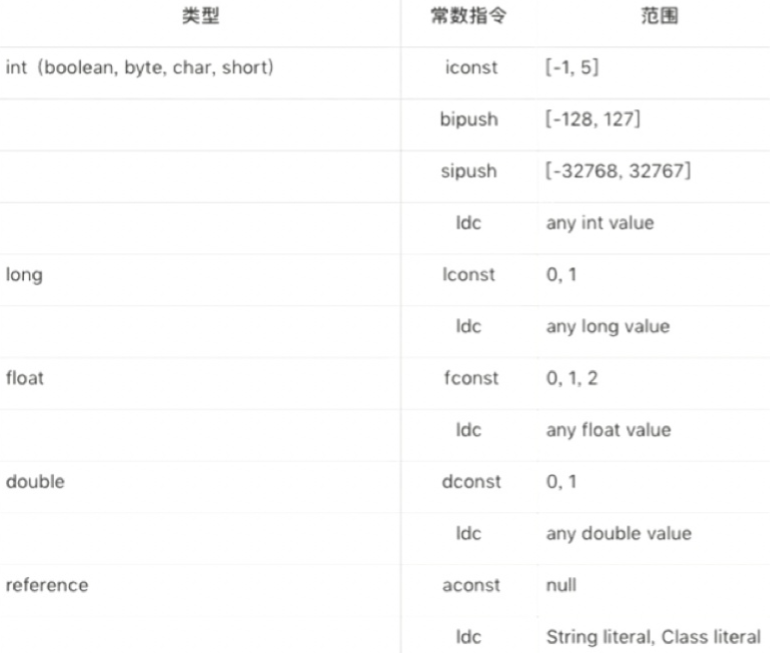 类型 常数指令 范围
int（boolean, byte, char, short） iconst [-1, 5]
bipush [-128, 127]
sipush [-32768, 32767]
ldc any int value
long lconst 0, 1
ldc any long value
float fconst 0, 1, 2
ldc any float value
double dconst 0, 1
ldc any double value
reference aconst null
ldc String literal, Class literal